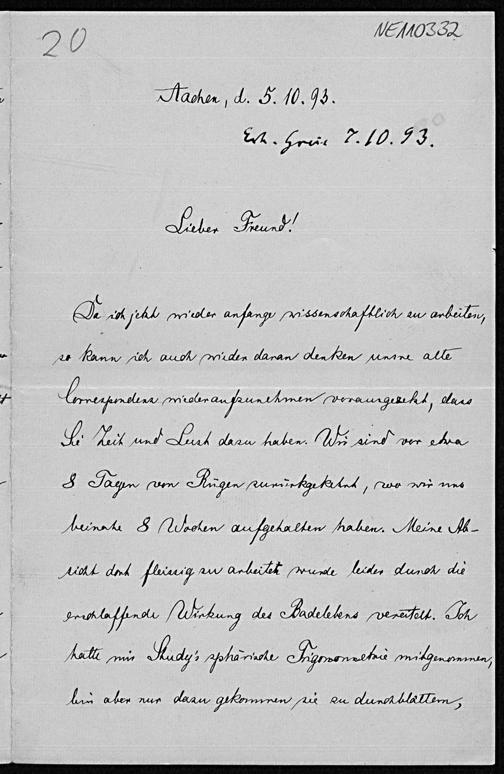 20
NE110332
Aachen, d. 5.10.93.
Erh. 7.10.93.
Lieber Freund!
Da ich jetzt wieder anfange wissenschaftlich zu arbeiten,
so kann ich auch wieder daran denken unsre alte
Correspondenz wiederaufzunehmen vorausgesetzt, dass
Sie Zeit und Lust dazu haben. Wir sind vor etwa
8 Tagen von Rügen zurückgekehrt, wo wir uns
beinahe 8 Wochen aufgehalten haben. Meine Ab-
sicht dort fleissig zu arbeiten wurde leider durch die
erschlaffende Wirkung des Badelebens vereitelt. Ich
hatte mir Study's sphärische Trigonometrie mitgenommen,
bin aber nur dazu gekommen sie zu durchblättern,